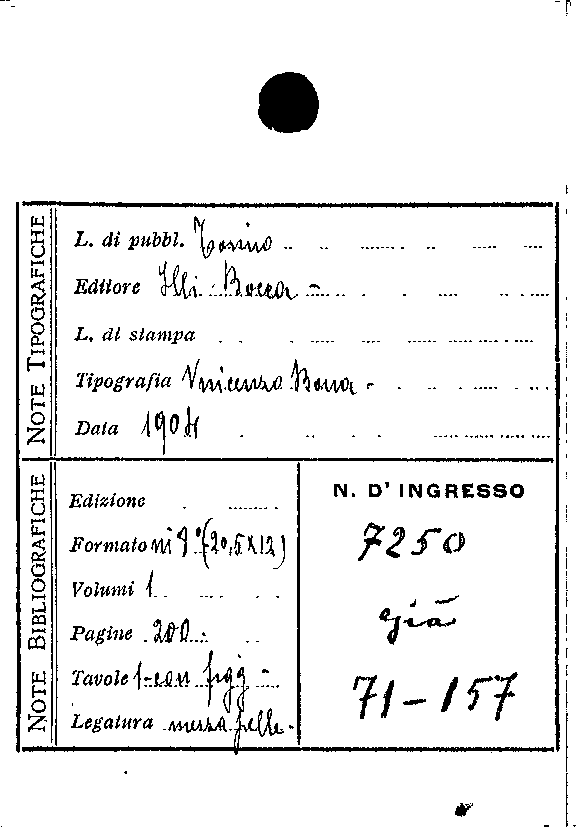 NOTE TIPOGRAFICHE
L. di pubbl. Torino
Editore Flli Bocca
L. di stampa
Tipografia Vincenzo Bona
Data 1904
NOTE BIBLIOGRAFICHE
Edizione
Formato in 8° (20,5 x 12)
Volumi 1
Pagine 200
Tavole 1 con figg
Legatura mezza pelle
N. D' INGRESSO
7250
già
71-157